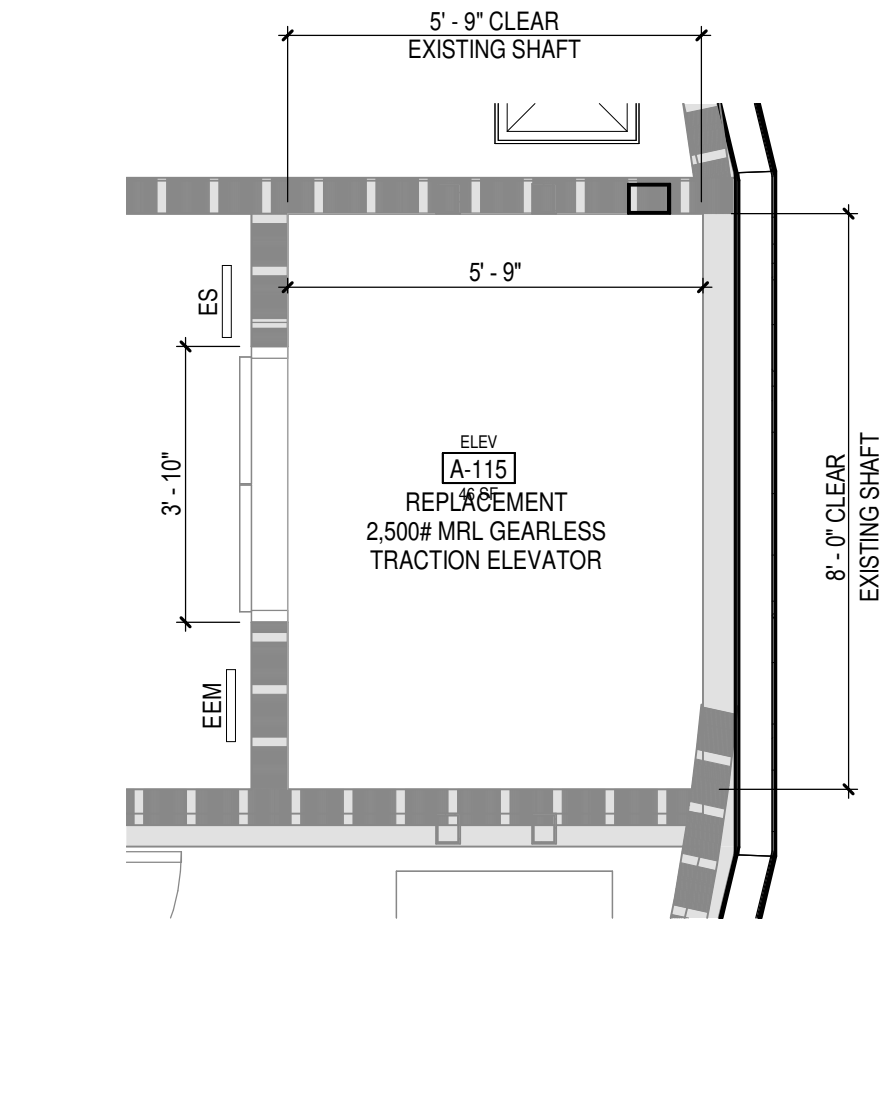 5' - 9" CLEAR
EXISTING SHAFT
5' - 9"
ES
3' - 10"
ELEV
A-115
46 SF
REPLACEMENT
2,500# MRL GEARLESS
TRACTION ELEVATOR
8' - 0" CLEAR
EXISTING SHAFT
EEM